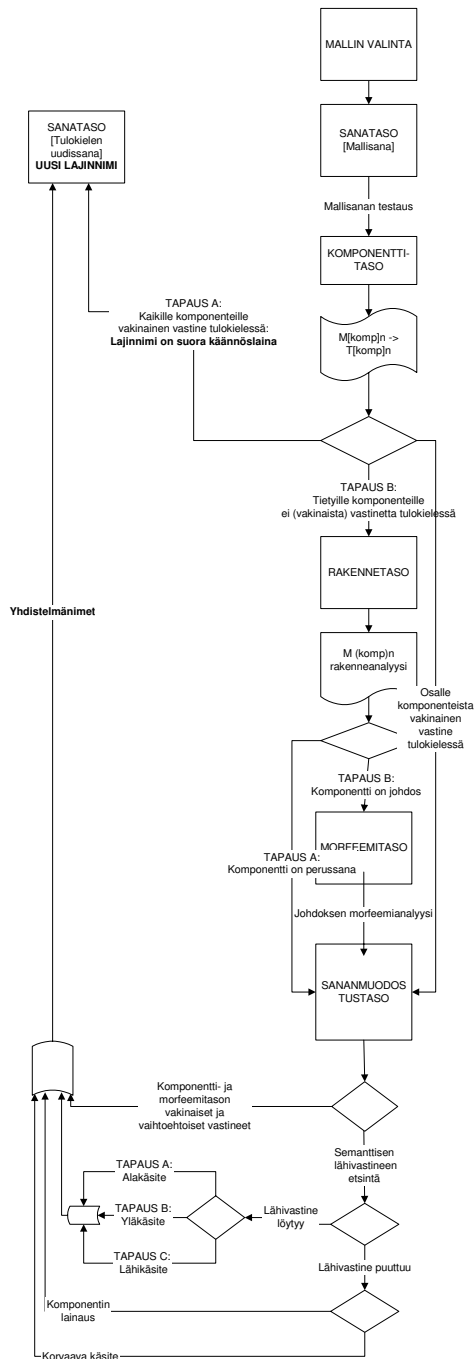 MALLIN VALINTA
SANATASO
[Tulokielen
uudissana]
UUSI LAJINNIMI
SANATASO
[Mallisana]
Mallisanan testaus
KOMPONENTTI-
TASO
TAPAUS A:
Kaikille komponenteille
vakinainen vastine tulokielessä:
Lajinnimi on suora käännöslaina
M[komp]n ->
T[komp]n
TAPAUS B:
Tietyille komponenteille
ei (vakinaista) vastinetta tulokielessä
RAKENNETASO
Yhdistelmänimet
M (komp)n
rakenneanalyysi
Osalle
komponenteista
vakinainen
vastine
tulokielessä
TAPAUS B:
Komponentti on johdos
MORFEEMITASO
TAPAUS A:
Komponentti on perussana
Johdoksen morfeemianalyysi
SANANMUODOS
TUSTASO
Komponentti- ja
morfeemitason
vakinaiset ja
vaihtoehtoiset vastineet
Semanttisen
lähivastineen
etsintä
TAPAUS A:
Alakäsite
TAPAUS B:
Yläkäsite
TAPAUS C:
Lähikäsite
Lähivastine
löytyy
Lähivastine puuttuu
Komponentin
lainaus
Korvaava käsite